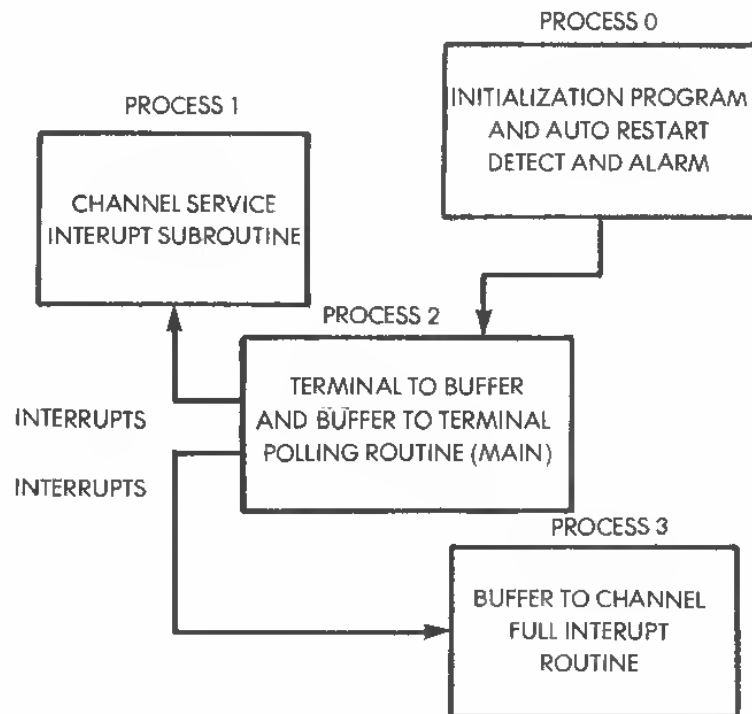 PROCESS 0
INITIALIZATION PROGRAM
AND AUTO RESTART
DETECT AND ALARM
PROCESS 1
CHANNEL SERVICE
INTERUPT SUBROUTINE
PROCESS 2
TERMINAL TO BUFFER
AND BUFFER TO TERMINAL
POLLING ROUTINE (MAIN)
INTERRUPTS
INTERRUPTS
PROCESS 3
BUFFER TO CHANNEL
FULL INTERUPT
ROUTINE